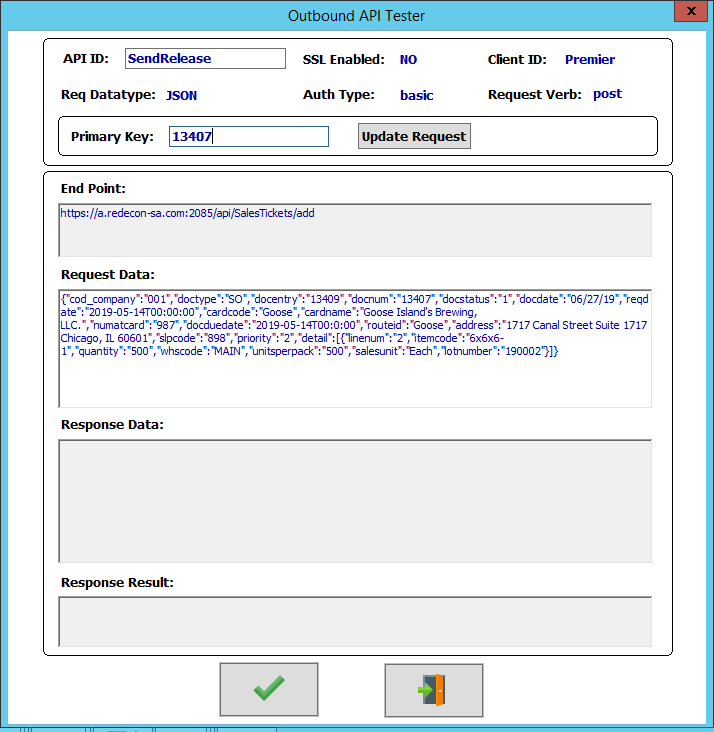 Outbound API Tester
x
API ID: SendRelease SSL Enabled: NO Client ID: Premier
Req Datatype: JSON Auth Type: basic Request Verb: post
Primary Key: 13407 Update Request
End Point:
https://a.redecon-sa.com:2085/api/SalesTickets/add
Request Data:
{"cod_company":"001","doctype":"SO","docentry":"13409","docnum":"13407","docstatus":"1","docdate":"06/27/19","reqd
ate":"2019-05-14T00:00:00","cardcode":"Goose","cardname":"Goose Island's Brewing,
LLC.","numatcard":"987","docduedate":"2019-05-14T00:0:00","routeid":"Goose","address":"1717 Canal Street Suite 1717
Chicago, IL 60601","slpcode":"898","priority":"2","detail":[{"linenum":"2","itemcode":"6x6x6-
1","quantity":"500","whscode":"MAIN","unitsperpack":"500","salesunit":"Each","lotnumber":"190002"}]}
Response Data:
Response Result: